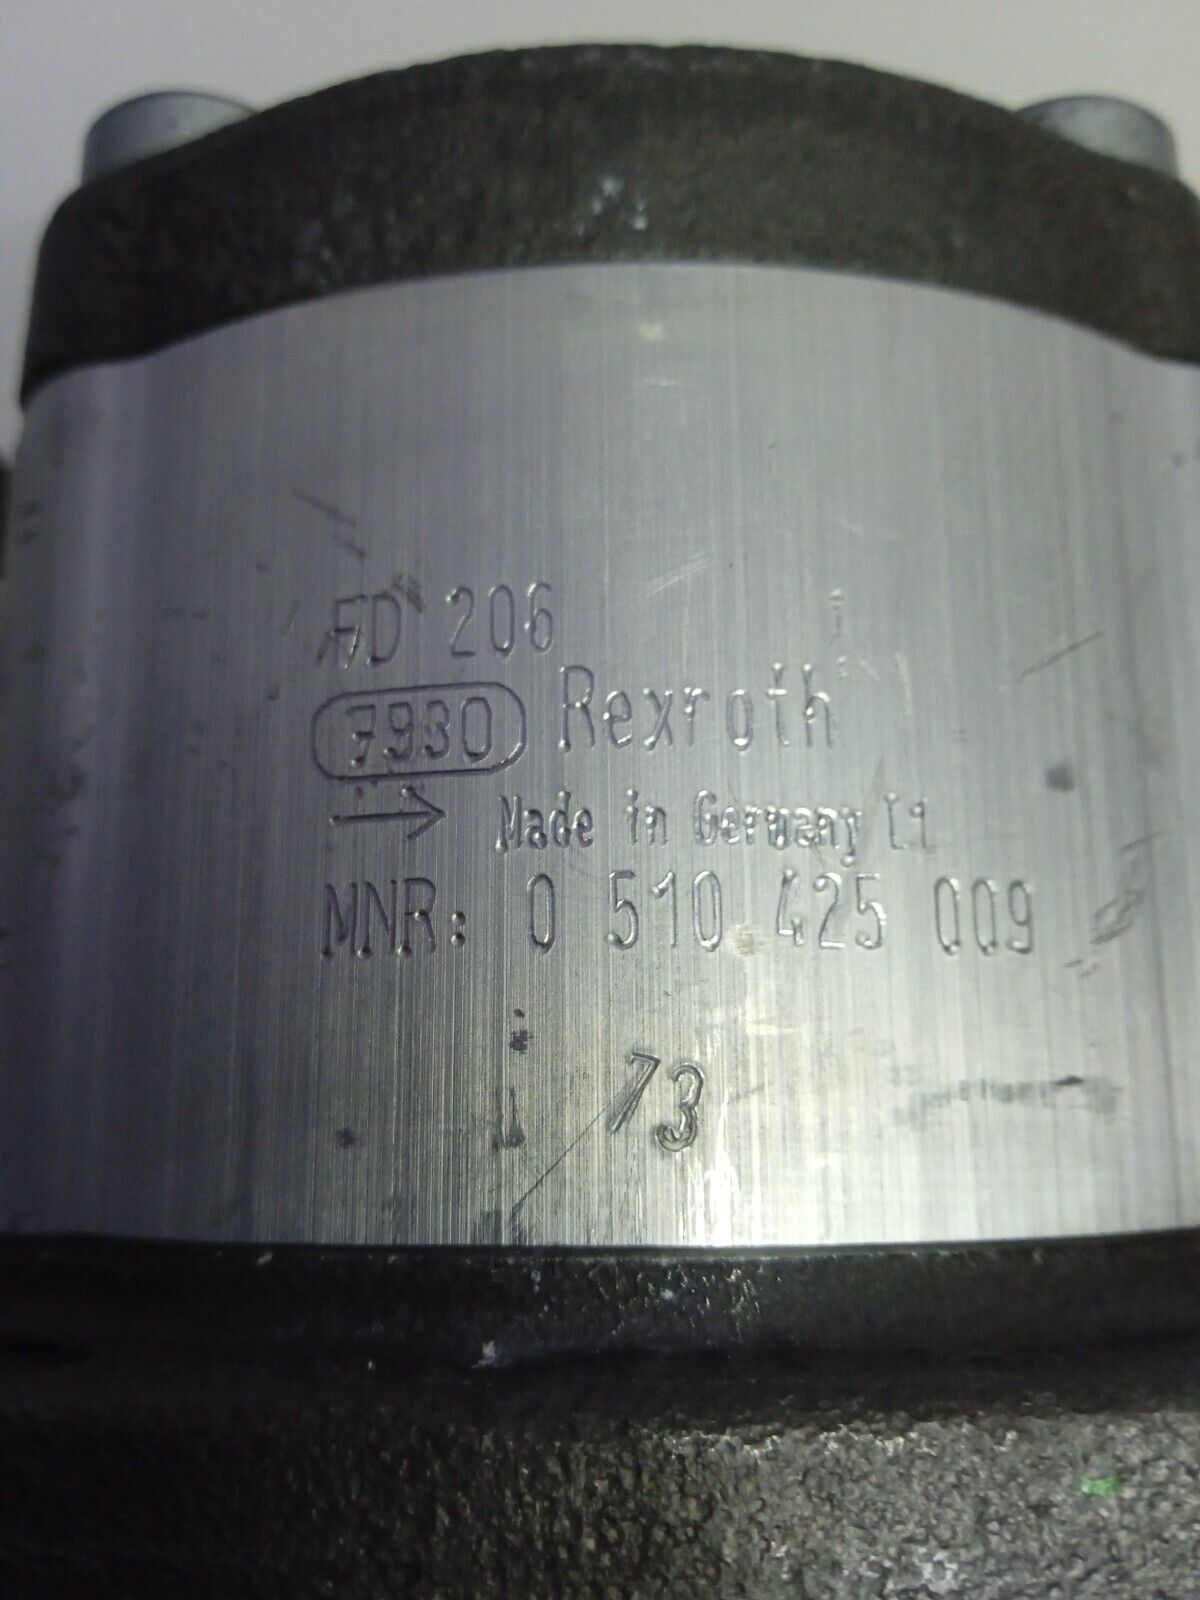 FD 206
7930 Rexroth
→ Made in Germany
MNR: 0 510 425 009
73